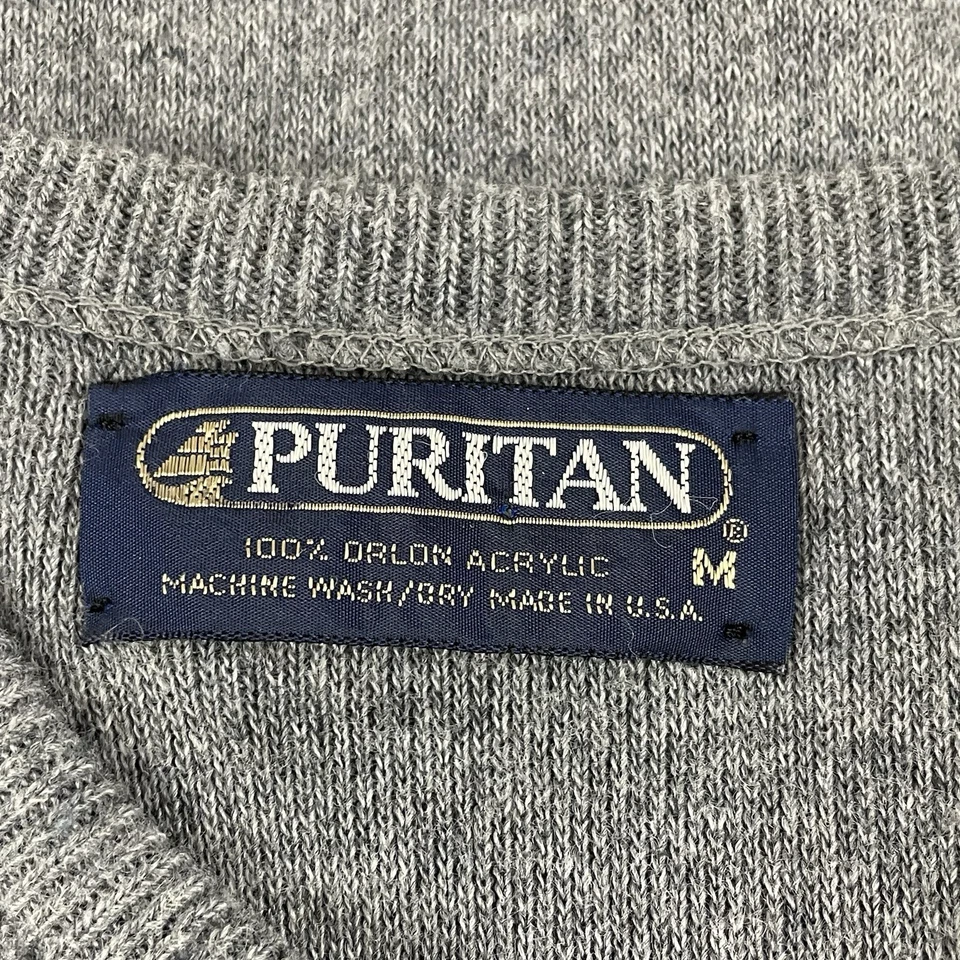 PURITAN ®
100% ORLON ACRYLIC M
MACHINE WASH/DRY MADE IN U.S.A.